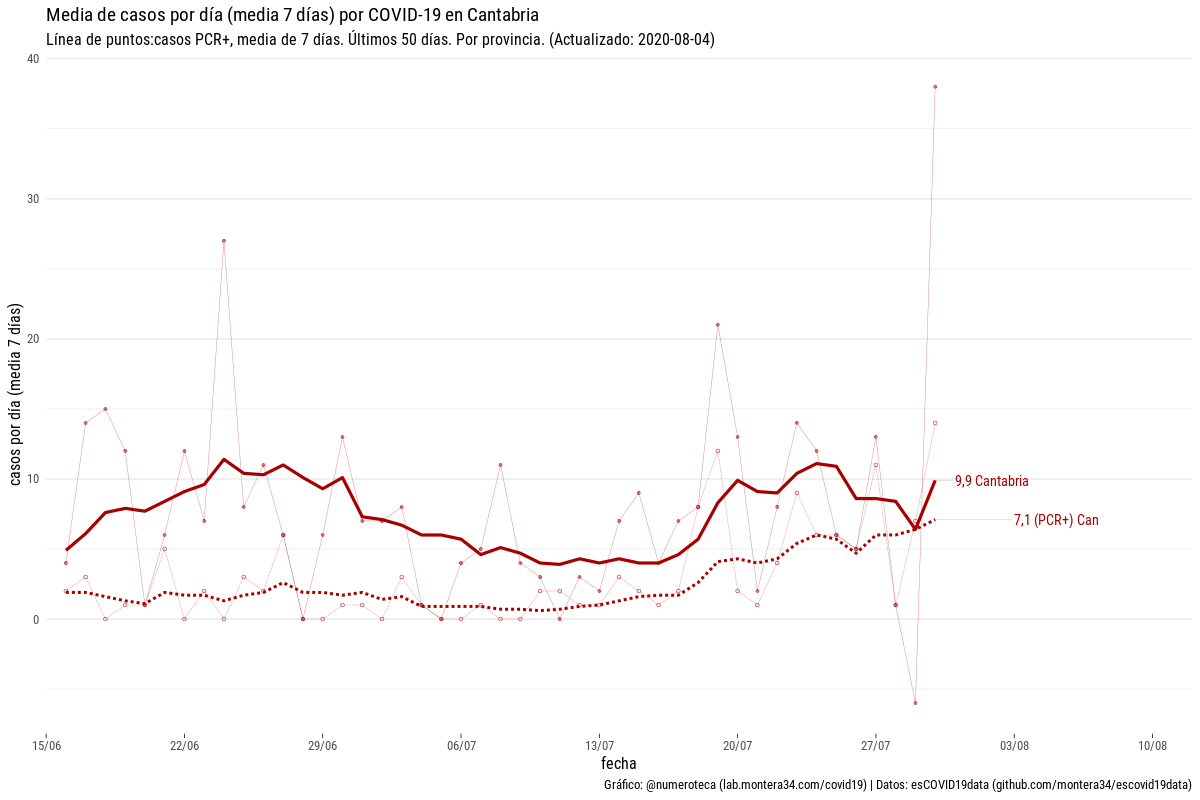 Media de casos por día (media 7 días) por COVID-19 en Cantabria
Línea de puntos:casos PCR+, media de 7 días. Últimos 50 días. Por provincia. (Actualizado: 2020-08-04)
40
30
20
10
0
casos por día (media 7 días)
9,9 Cantabria
7,1 (PCR+) Can
15/06
22/06
29/06
06/07
13/07
20/07
27/07
03/08
10/08
fecha
Gráfico: @numeroteca (lab.montera34.com/covid19) | Datos: esCOVID19data (github.com/montera34/escovid19data)